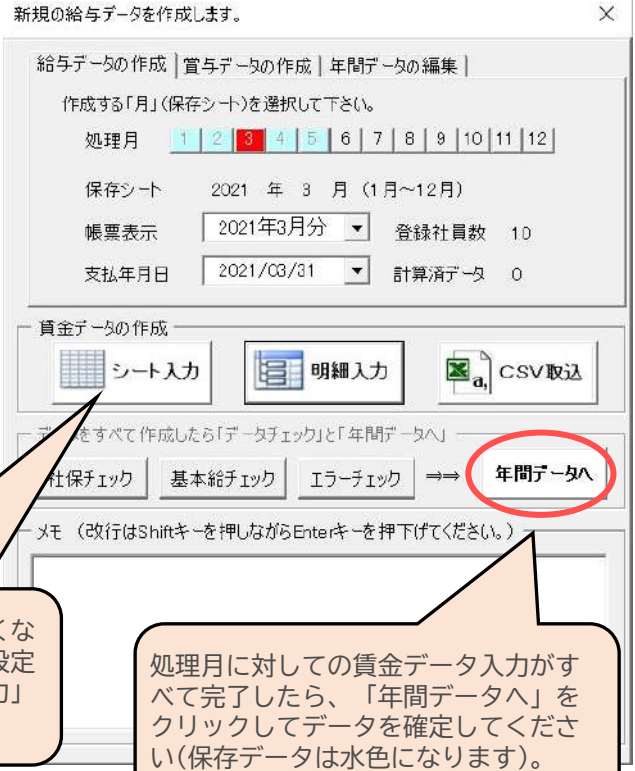 新規の給与データを作成します。 ×
給与データの作成 賞与データの作成 年間データの編集
作成する「月」(保存シート)を選択して下さい。
処理月 1 2 3 4 5 6 7 8 9 10 11 12
保存シート 2021 年 3 月 (1月~12月)
帳票表示 2021年3月分 登録社員数 10
支払年月日 2021/03/31 計算済データ 0
賃金データの作成
シート入力 明細入力 a, CSV取込
をすべて作成したら「データチェック」と「年間データへ」
社保チェック 基本給チェック エラーチェック ⇒⇒ 年間データへ
メモ (改行はShiftキーを押しながらEnterキーを押下げてください。)
くな
設定
力」
処理月に対しての賃金データ入力がす
べて完了したら、「年間データへ」を
クリックしてデータを確定してくださ
い(保存データは水色になります)。